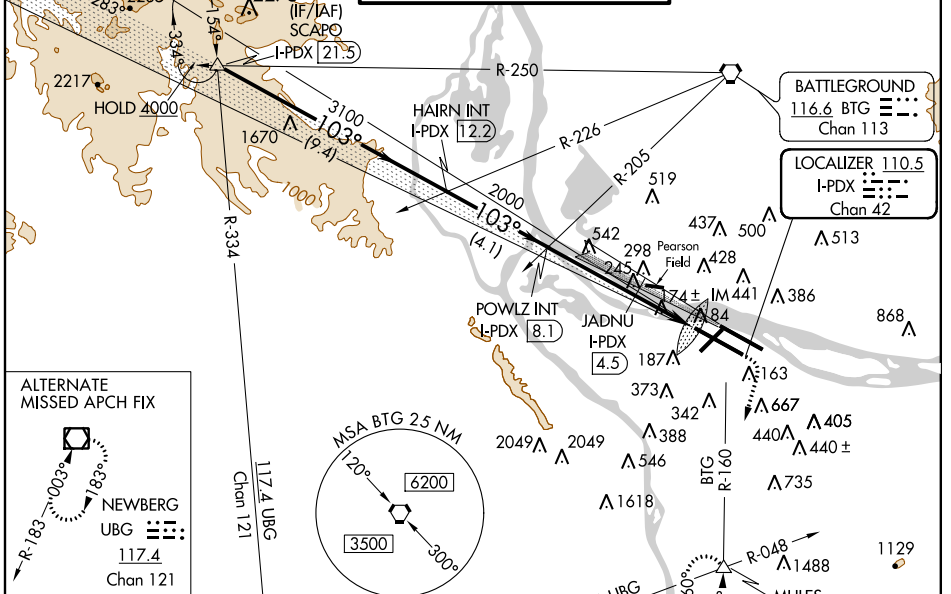 283°
154°
(IF/IAF)
SCAPO
I-PDX 21.5
334°
2217
HOLD 4000
R-250
3100
HAIRN INT
I-PDX 12.2
103°
(9.4)
1670
1000
R-226
R-205
BATTLEGROUND
116.6 BTG
Chan 113
LOCALIZER 110.5
I-PDX
Chan 42
R-334
2000
103°
(4.1)
519
437
500
513
542
298
Pearson
Field
428
245
74 ±
IM
441
386
84
868
POWLZ INT
I-PDX 8.1
JADNU
I-PDX
4.5
187
163
373
342
667
405
388
440
440 ±
546
735
2049
2049
1618
1488
1129
ALTERNATE
MISSED APCH FIX
003°
183°
R-183
NEWBERG
UBG
117.4
Chan 121
117.4 UBG
Chan 121
MSA BTG 25 NM
120°
6200
3500
300°
BTG
R-160
R-048
UBG
MULES